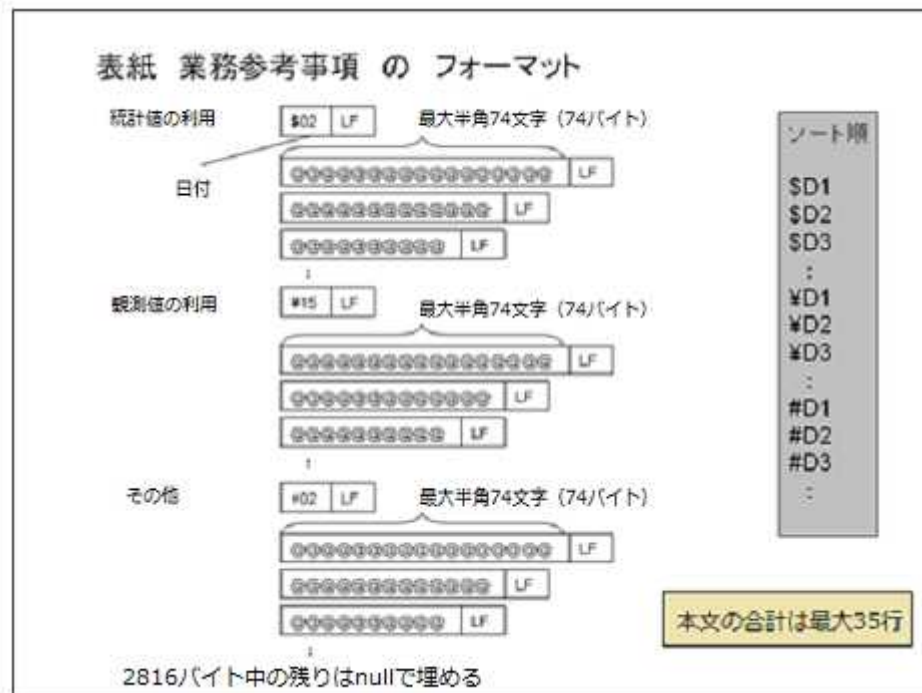 表紙 業務参考事項 の フォーマット
統計値の利用
$02 LF
最大半角74文字（74バイト）
日付
@@@@@@@@@@@@@@@@@ LF
@@@@@@@@@@@@@ LF
@@@@@@@@@@ LF
:
観測値の利用
¥15 LF
最大半角74文字（74バイト）
@@@@@@@@@@@@@@@@@ LF
@@@@@@@@@@@@@ LF
@@@@@@@@@@ LF
:
その他
#02 LF
最大半角74文字（74バイト）
@@@@@@@@@@@@@@@@@ LF
@@@@@@@@@@@@@ LF
@@@@@@@@@@ LF
:
2816バイト中の残りはnullで埋める
ソート順
$D1
$D2
$D3
:
¥D1
¥D2
¥D3
:
#D1
#D2
#D3
:
本文の合計は最大35行